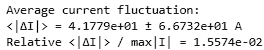 Average current fluctuation:
<|ΔI|> = 4.1779e+01 ± 6.6732e+01 A
Relative <|ΔI|> / max|I| = 1.5574e-02